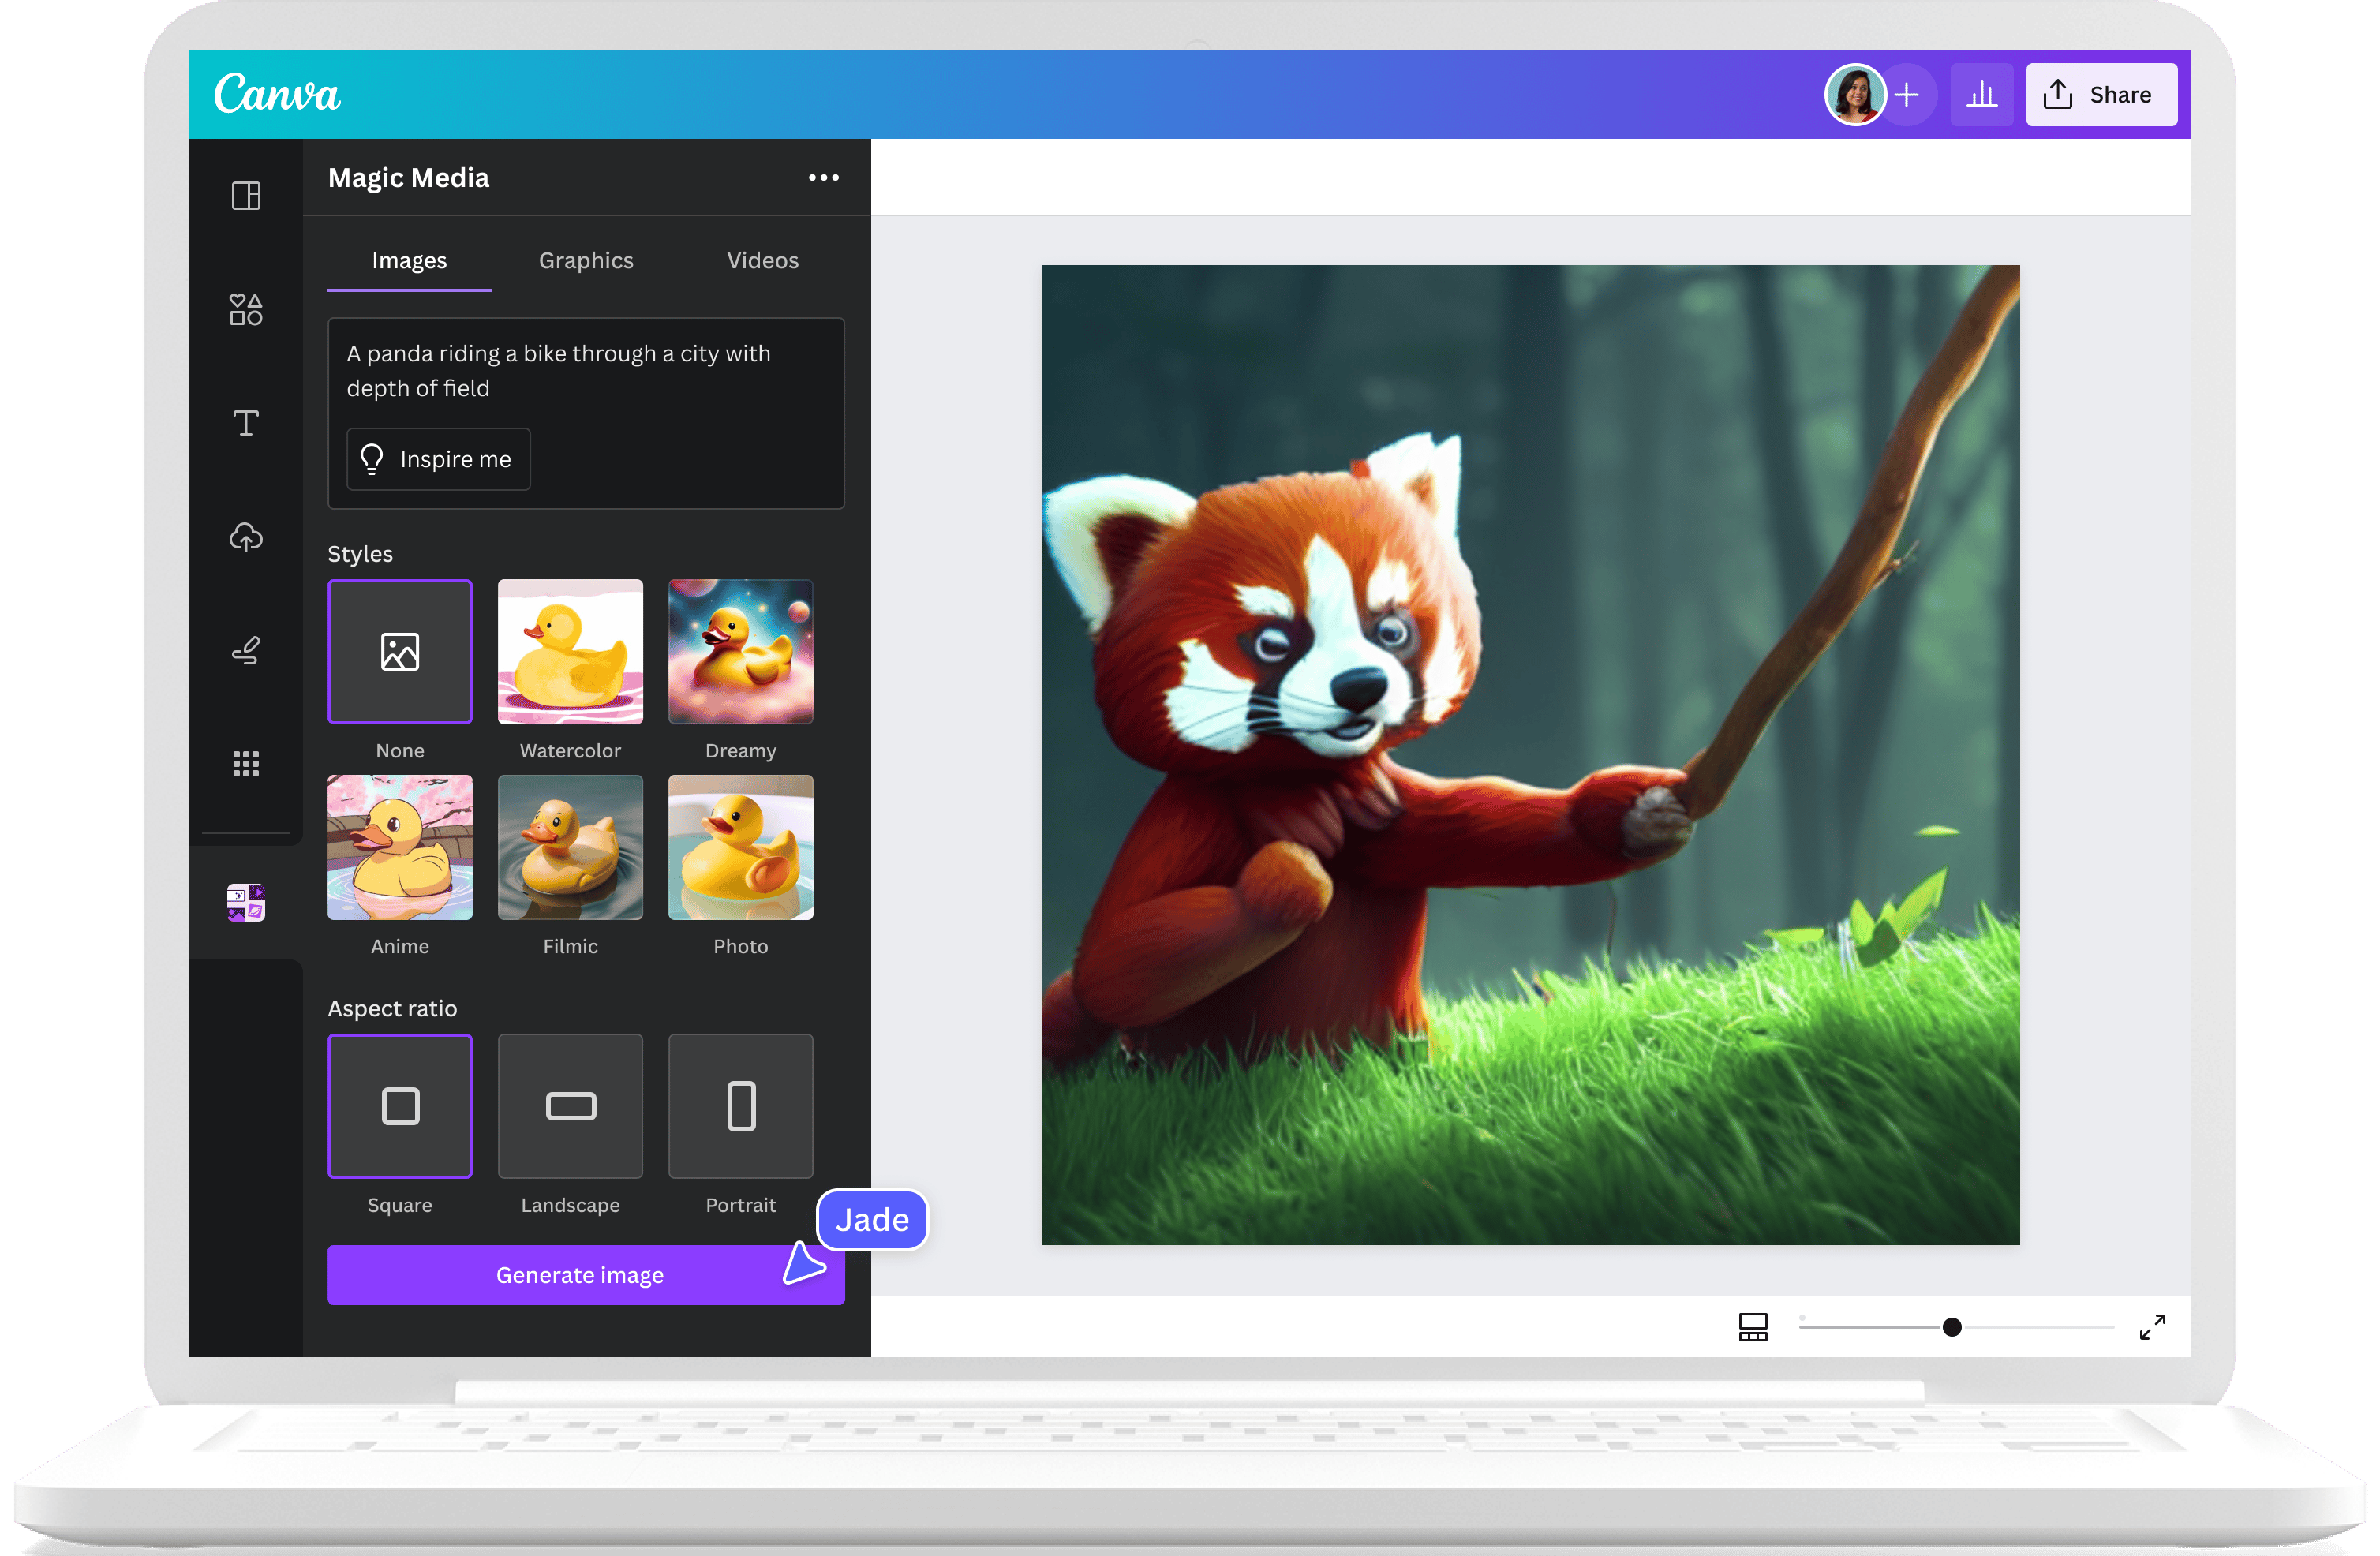 Canva
Share
Magic Media
Images
Graphics
Videos
A panda riding a bike through a city with
depth of field
Inspire me
Styles
None
Watercolor
Dreamy
Anime
Filmic
Photo
Aspect ratio
Square
Landscape
Portrait
Jade
Generate image